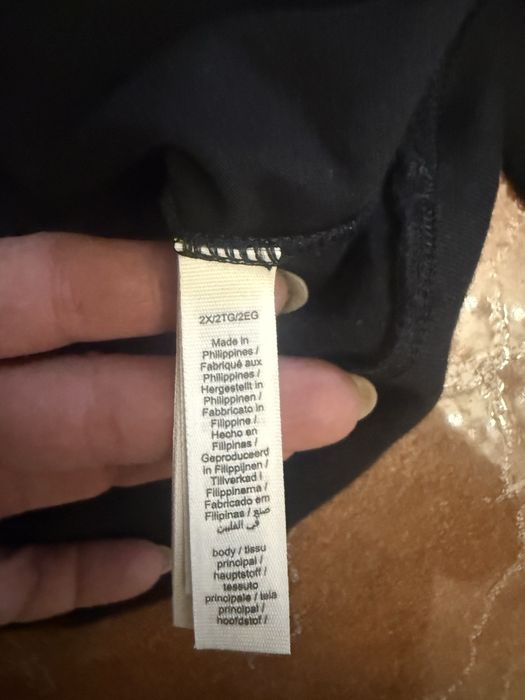 2X/2TG/2EG
Made in
Philippines /
Fabriqué aux
Philippines /
Hergestellt in
Philippinen /
Fabbricato in
Filippine /
Hecho en
Filipinas /
Geproduceerd
in Filippijnen /
Tillverkad i
Filippinerna /
Fabricado em
Filipinas / صنع
في الفلبين
body / tissu
principal /
hauptstoff /
tessuto
principale / tela
principal /
hoofdstof /